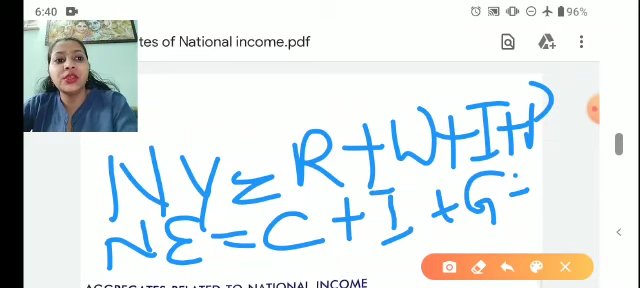 6:40
96%
tes of National income.pdf
NY = R + W + I + P
NE = C + I + G =
AGGREGATES RELATED TO NATIONAL INCOME